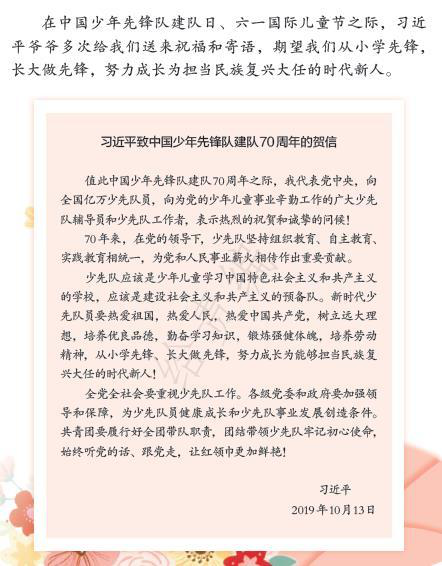 在中国少年先锋队建队日、六一国际儿童节之际，习近
平爷爷多次给我们送来祝福和寄语，期望我们从小学先锋，
长大做先锋，努力成长为担当民族复兴大任的时代新人。
习近平致中国少年先锋队建队70周年的贺信
值此中国少年先锋队建队70周年之际，我代表党中央，向
全国亿万少先队员，向为党的少年儿童事业辛勤工作的广大少先
队辅导员和少先队工作者，表示热烈的祝贺和诚挚的问候！
70年来，在党的领导下，少先队坚持组织教育、自主教育、
实践教育相统一，为党和人民事业薪火相传作出重要贡献。
少先队应该是少年儿童学习中国特色社会主义和共产主义
的学校，应该是建设社会主义和共产主义的预备队。新时代少
先队员要热爱祖国，热爱人民，热爱中国共产党，树立远大理
想，培养优良品德，勤奋学习知识，锻炼强健体魄，培养劳动
精神，从小学先锋、长大做先锋，努力成长为能够担当民族复
兴大任的时代新人！
全党全社会要重视少先队工作。各级党委和政府要加强领
导和保障，为少先队员健康成长和少先队事业发展创造条件。
共青团要履行好全团带队职责，团结带领少先队牢记初心使命，
始终听党的话、跟党走，让红领巾更加鲜艳！
习近平
2019年10月13日